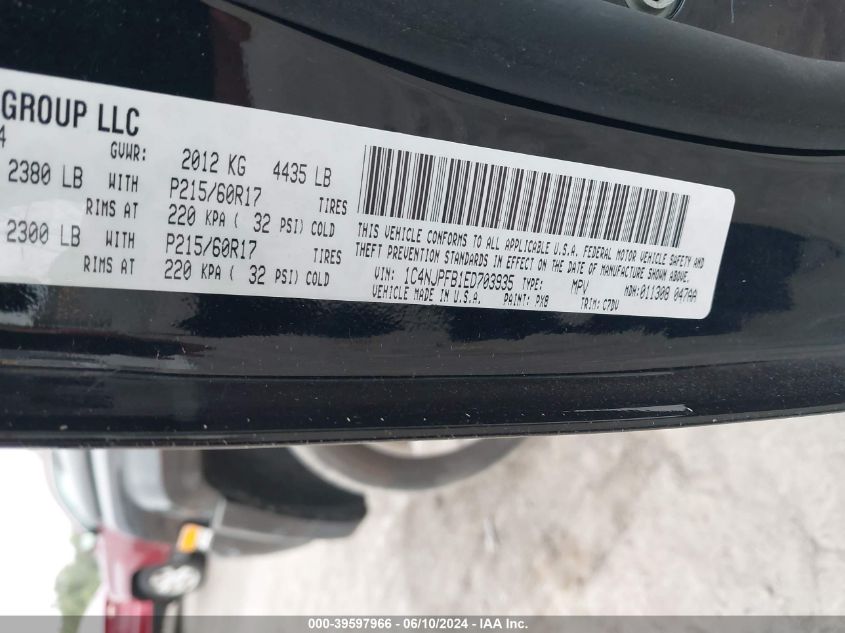 GROUP LLC
4
GVWR: 2012 KG 4435 LB
2380 LB WITH P215/60R17 TIRES
RIMS AT 220 KPA ( 32 PSI) COLD
2300 LB WITH P215/60R17 TIRES
RIMS AT 220 KPA ( 32 PSI) COLD
THIS VEHICLE CONFORMS TO ALL APPLICABLE U.S.A. FEDERAL MOTOR VEHICLE SAFETY AND
THEFT PREVENTION STANDARDS IN EFFECT ON THE DATE OF MANUFACTURE SHOWN ABOVE.
VIN: 1C4NJPFB1ED703935 TYPE: MPV MDH: 011308 047AA
VEHICLE MADE IN U.S.A. PAINT: PX8 TRIM: C7DV
000-39597966 - 06/10/2024 - IAA Inc.